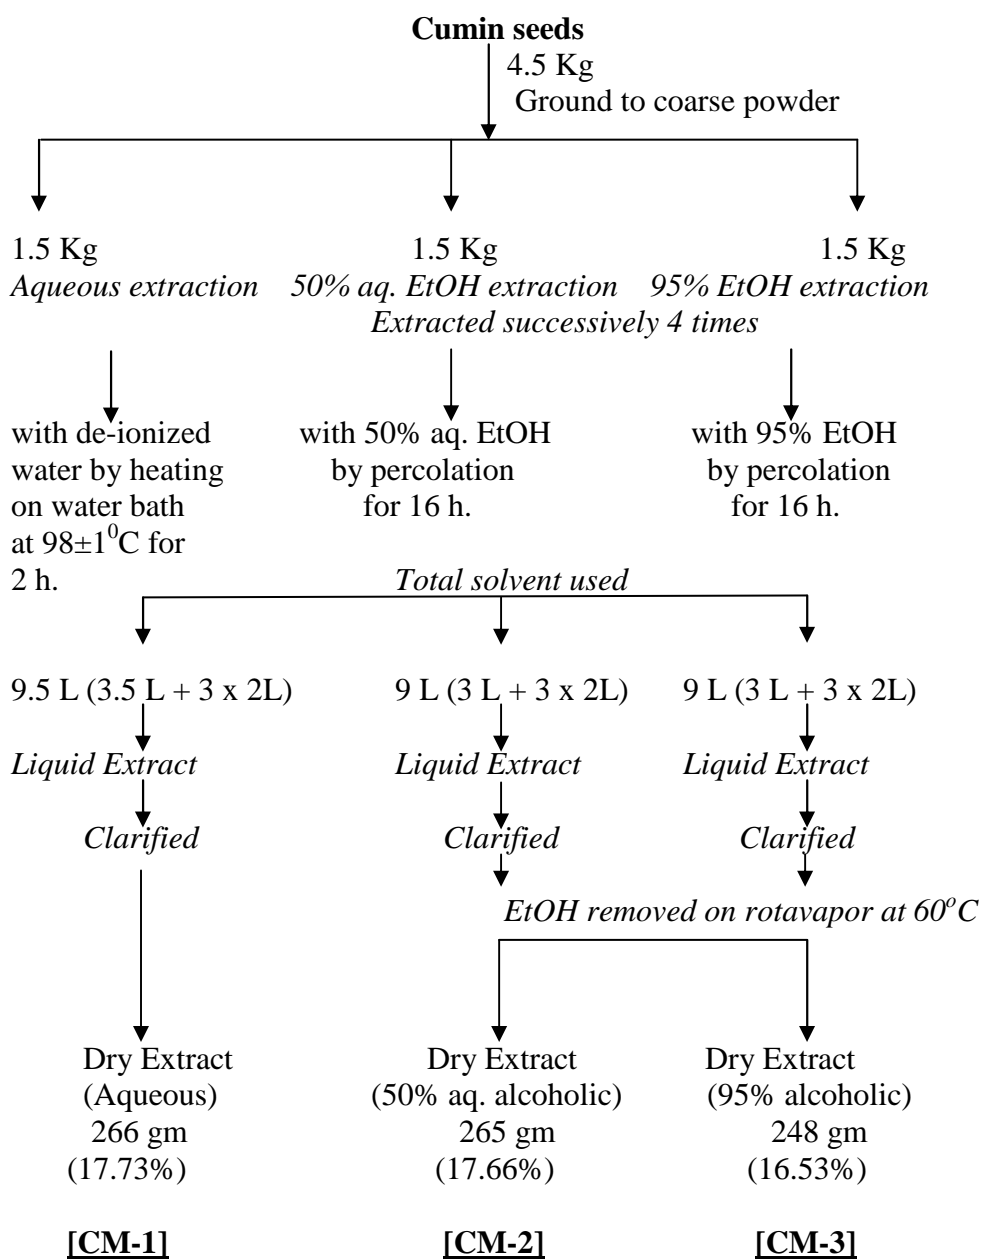 Cumin seeds
4.5 Kg
Ground to coarse powder
1.5 Kg 1.5 Kg 1.5 Kg
Aqueous extraction 50% aq. EtOH extraction 95% EtOH extraction
Extracted successively 4 times
with de-ionized with 50% aq. EtOH with 95% EtOH
water by heating by percolation by percolation
on water bath for 16 h. for 16 h.
at 98±1⁰C for
2 h. Total solvent used
9.5 L (3.5 L + 3 x 2L) 9 L (3 L + 3 x 2L) 9 L (3 L + 3 x 2L)
Liquid Extract Liquid Extract Liquid Extract
Clarified Clarified Clarified
EtOH removed on rotavapor at 60°C
Dry Extract Dry Extract Dry Extract
(Aqueous) (50% aq. alcoholic) (95% alcoholic)
266 gm 265 gm 248 gm
(17.73%) (17.66%) (16.53%)
[CM-1] [CM-2] [CM-3]